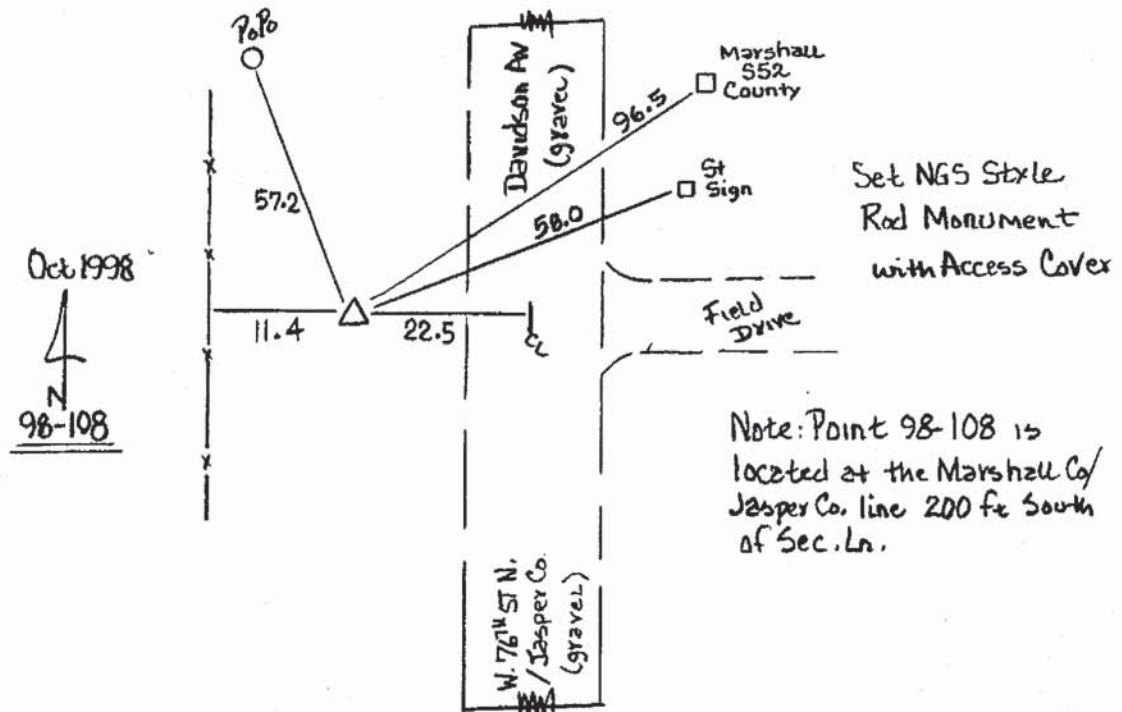 PoPo
Marshall
S52
County
Davidson Av
(gravel)
96.5
St
Sign
57.2
58.0
Set NGS Style
Rod Monument
with Access Cover
Oct 1998
11.4
22.5
CL
Field
Drive
N
98-108
Note: Point 98-108 is
located at the Marshall Co/
Jasper Co. line 200 ft South
of Sec. Ln.
W. 76TH ST N.
/ Jasper Co.
(gravel)